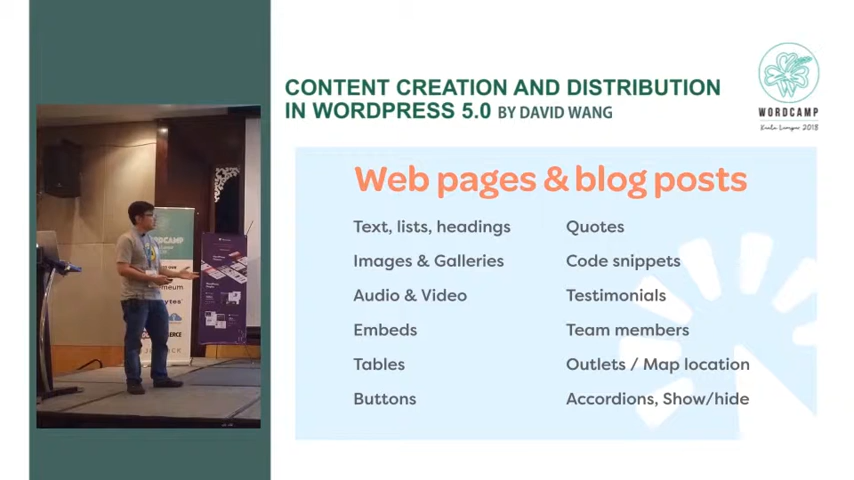 CONTENT CREATION AND DISTRIBUTION
IN WORDPRESS 5.0 BY DAVID WANG
WORDCAMP
Kuala Lumpur 2018
Web pages & blog posts
Text, lists, headings
Quotes
Images & Galleries
Code snippets
Audio & Video
Testimonials
Embeds
Team members
Tables
Outlets / Map location
Buttons
Accordions, Show/hide